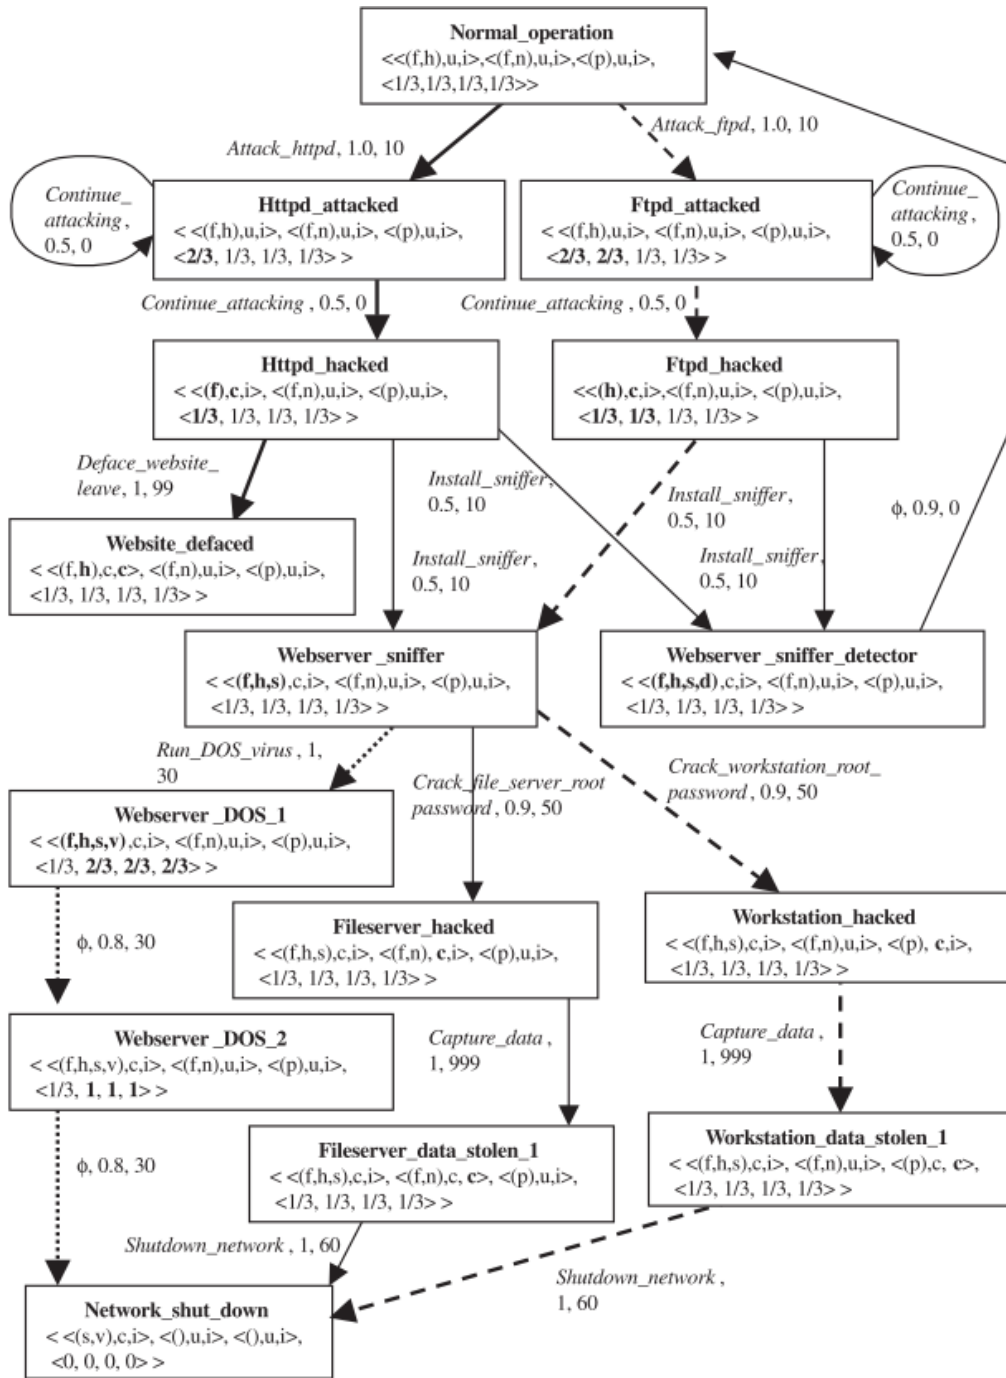 Normal_operation
<<(f,h),u,i>,<(f,n),u,i>,<(p),u,i>,
<1/3,1/3,1/3,1/3>>
Attack_httpd, 1.0, 10
Attack_ftpd, 1.0, 10
Continue_
attacking,
0.5, 0
Httpd_attacked
< <(f,h),u,i>, <(f,n),u,i>, <(p),u,i>,
<2/3, 1/3, 1/3, 1/3> >
Ftpd_attacked
< <(f,h),u,i>, <(f,n),u,i>, <(p),u,i>,
<2/3, 2/3, 1/3, 1/3> >
Continue_
attacking,
0.5, 0
Continue_attacking , 0.5, 0
Continue_attacking , 0.5, 0
Httpd_hacked
< <(f),c,i>, <(f,n),u,i>, <(p),u,i>,
<1/3, 1/3, 1/3, 1/3> >
Ftpd_hacked
<<(h),c,i>,<(f,n),u,i>, <(p),u,i>,
<1/3, 1/3, 1/3, 1/3> >
Deface_website_
leave, 1, 99
Install_sniffer,
0.5, 10
Install_sniffer,
0.5, 10
ϕ, 0.9, 0
Website_defaced
< <(f,h),c,c>, <(f,n),u,i>, <(p),u,i>,
<1/3, 1/3, 1/3, 1/3> >
Install_sniffer,
0.5, 10
Install_sniffer,
0.5, 10
Webserver _sniffer
< <(f,h,s),c,i>, <(f,n),u,i>, <(p),u,i>,
<1/3, 1/3, 1/3, 1/3> >
Webserver _sniffer_detector
< <(f,h,s,d),c,i>, <(f,n),u,i>, <(p),u,i>,
<1/3, 1/3, 1/3, 1/3> >
Run_DOS_virus , 1,
30
Crack_file_server_root
password, 0.9, 50
Crack_workstation_root_
password, 0.9, 50
Webserver _DOS_1
< <(f,h,s,v),c,i>, <(f,n),u,i>, <(p),u,i>,
<1/3, 2/3, 2/3, 2/3> >
Fileserver_hacked
< <(f,h,s),c,i>, <(f,n), c,i>, <(p),u,i>,
<1/3, 1/3, 1/3, 1/3> >
Workstation_hacked
< <(f,h,s),c,i>, <(f,n),u,i>, <(p), c,i>,
<1/3, 1/3, 1/3, 1/3> >
ϕ, 0.8, 30
Webserver _DOS_2
< <(f,h,s,v),c,i>, <(f,n),u,i>, <(p),u,i>,
<1/3, 1, 1, 1> >
Capture_data ,
1, 999
Capture_data ,
1, 999
Fileserver_data_stolen_1
< <(f,h,s),c,i>, <(f,n),c, c>, <(p),u,i>,
<1/3, 1/3, 1/3, 1/3> >
Workstation_data_stolen_1
< <(f,h,s),c,i>, <(f,n),u,i>, <(p),c, c>,
<1/3, 1/3, 1/3, 1/3> >
ϕ, 0.8, 30
Shutdown_network , 1, 60
Shutdown_network ,
1, 60
Network_shut_down
< <(s,v),c,i>, <(),u,i>, <(),u,i>,
<0, 0, 0, 0> >